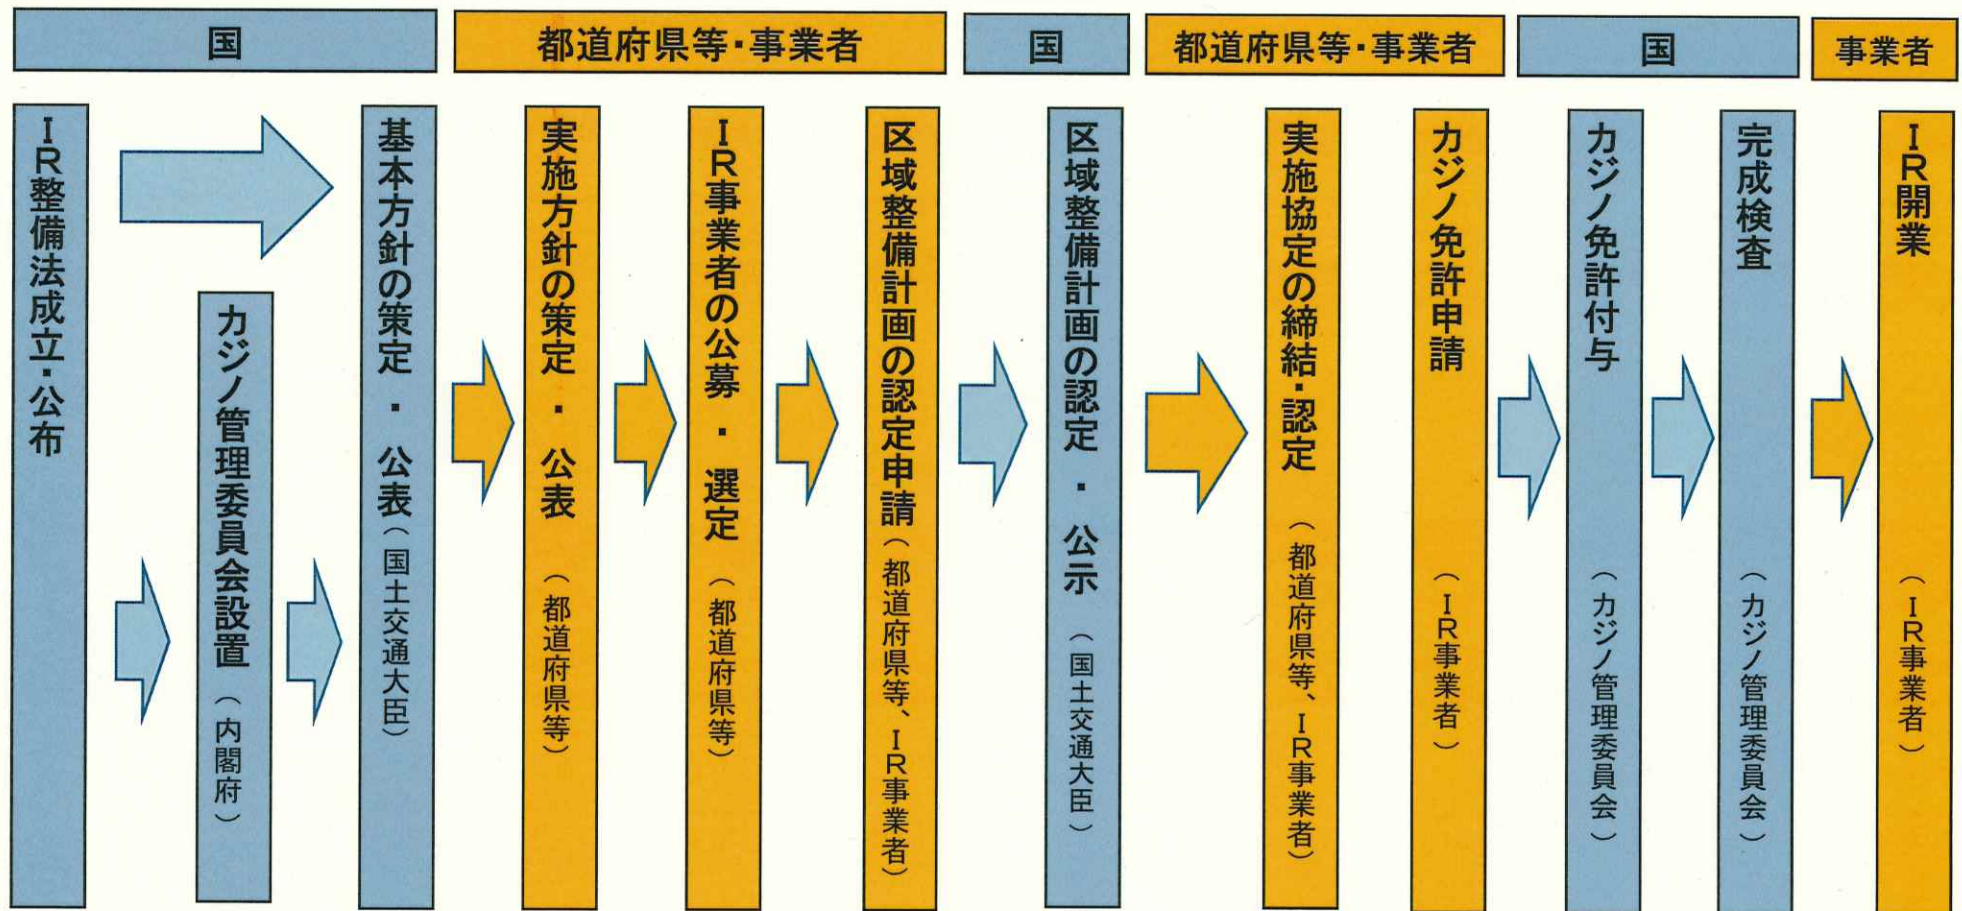 国
都道府県等・事業者
国
都道府県等・事業者
国
事業者
IR整備法成立・公布
カジノ管理委員会設置（内閣府）
基本方針の策定・公表（国土交通大臣）
実施方針の策定・公表（都道府県等）
IR事業者の公募・選定（都道府県等）
区域整備計画の認定申請（都道府県等、IR事業者）
区域整備計画の認定・公示（国土交通大臣）
実施協定の締結・認定（都道府県等、IR事業者）
カジノ免許申請（IR事業者）
カジノ免許付与（カジノ管理委員会）
完成検査（カジノ管理委員会）
IR開業（IR事業者）